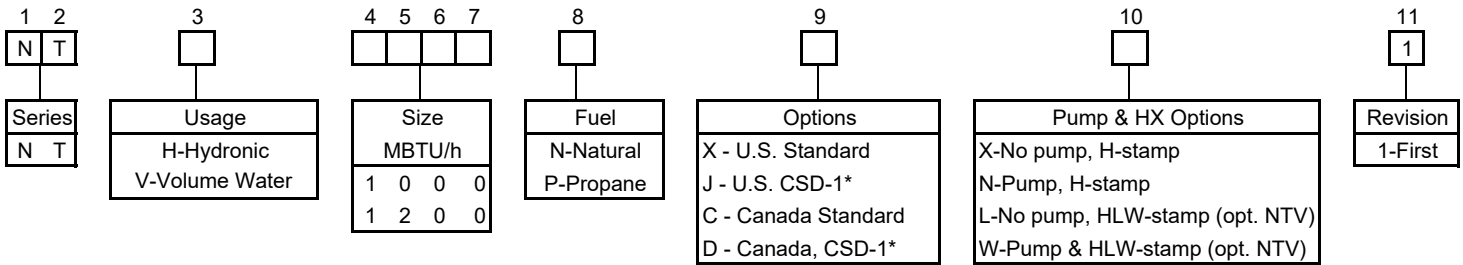 1 2 3 4 5 6 7 8 9 10 11
N T 1
Series Usage Size Fuel Options Pump & HX Options Revision
N T H-Hydronic MBTU/h N-Natural X - U.S. Standard X-No pump, H-stamp 1-First
V-Volume Water 1 0 0 0 P-Propane J - U.S. CSD-1* N-Pump, H-stamp
1 2 0 0 C - Canada Standard L-No pump, HLW-stamp (opt. NTV)
D - Canada, CSD-1* W-Pump & HLW-stamp (opt. NTV)